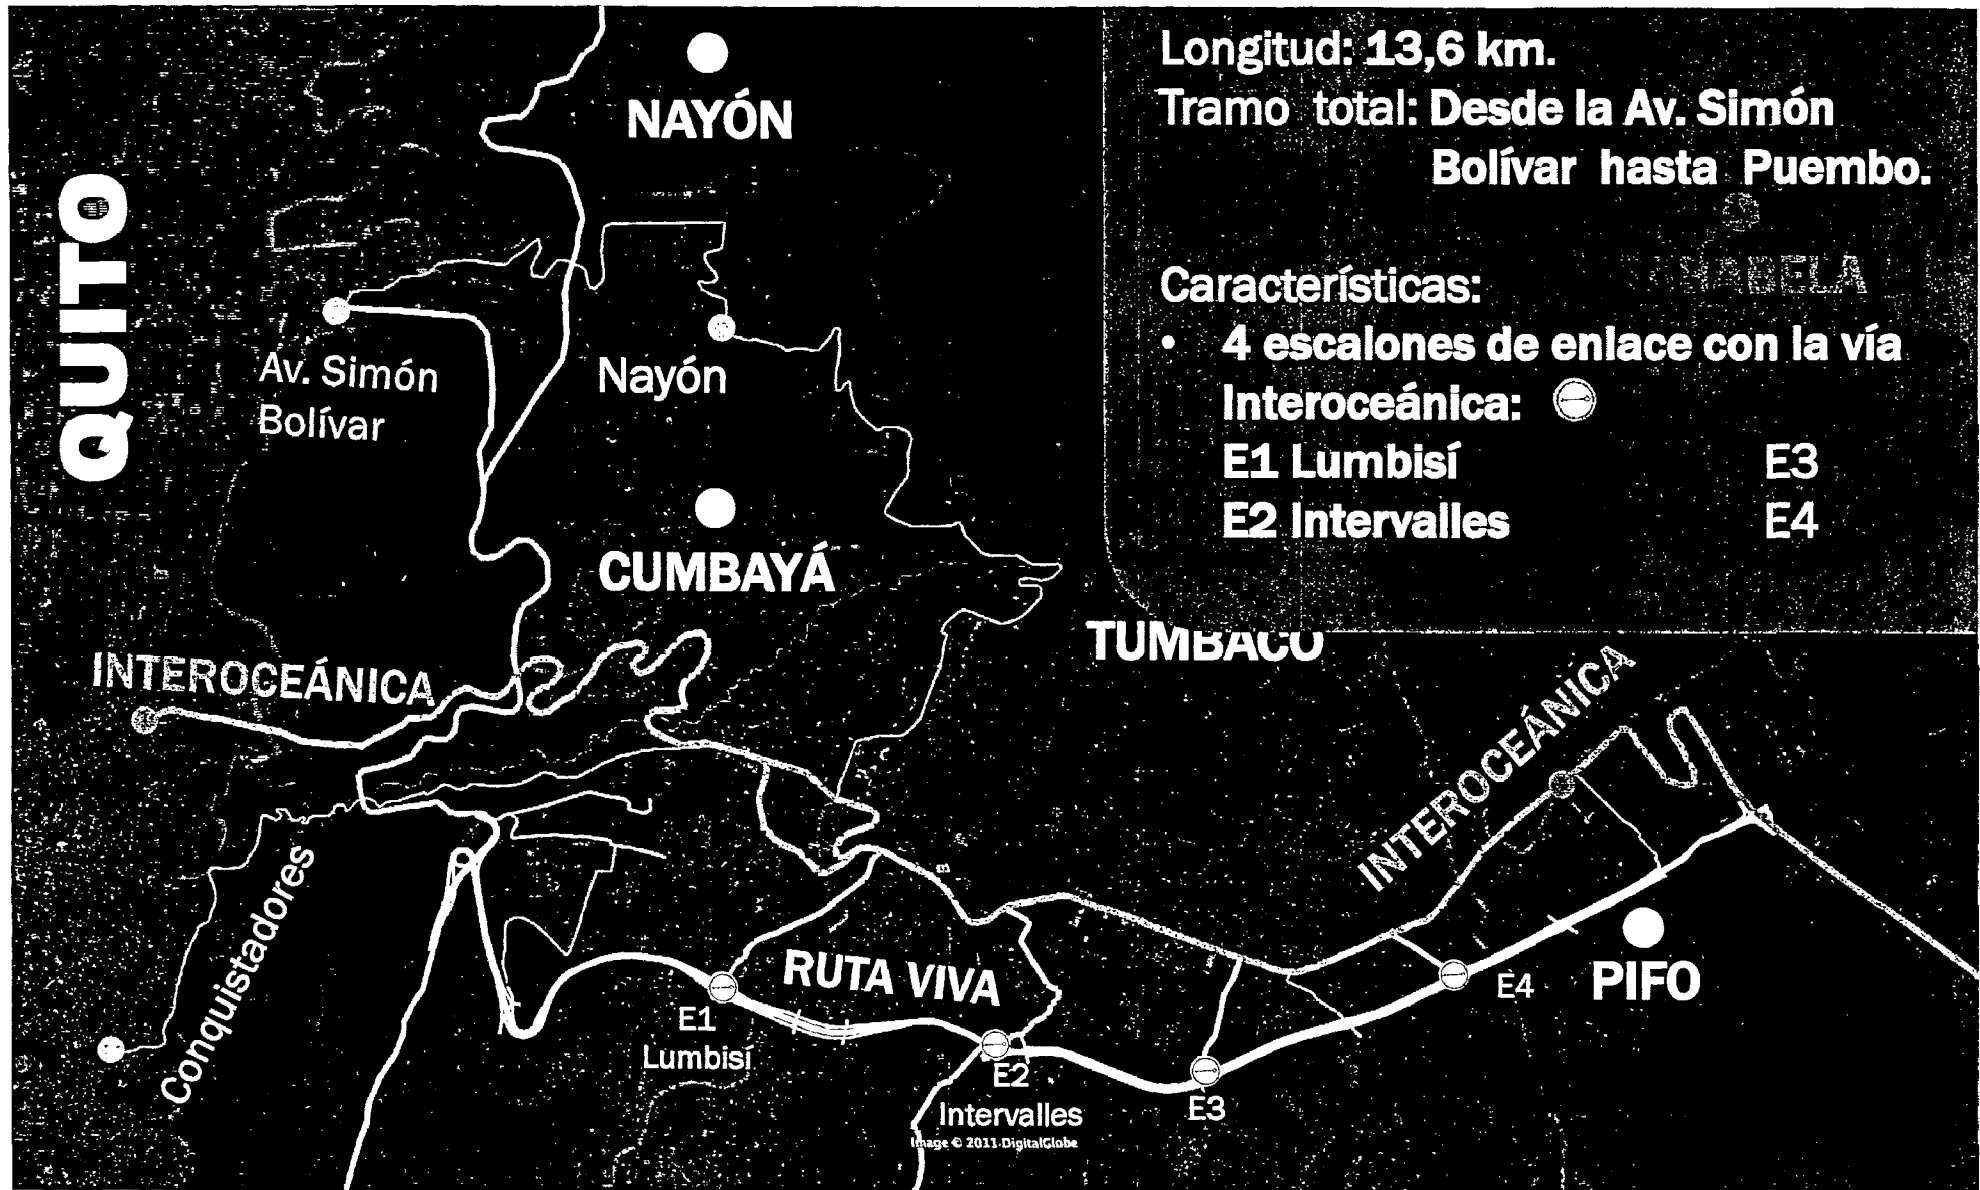 QUITO
NAYÓN
Longitud: 13,6 km.
Tramo total: Desde la Av. Simón
Bolívar hasta Puembo.
Características:
• 4 escalones de enlace con la vía
Interoceánica:
E1 Lumbisí E3
E2 Intervalles E4
Av. Simón
Bolívar
Nayón
CUMBAYÁ
TUMBACO
INTEROCEÁNICA
INTEROCEÁNICA
Conquistadores
RUTA VIVA
E1
Lumbisí
E2
Intervalles
E3
E4
PIFO
Image © 2011 DigitalGlobe